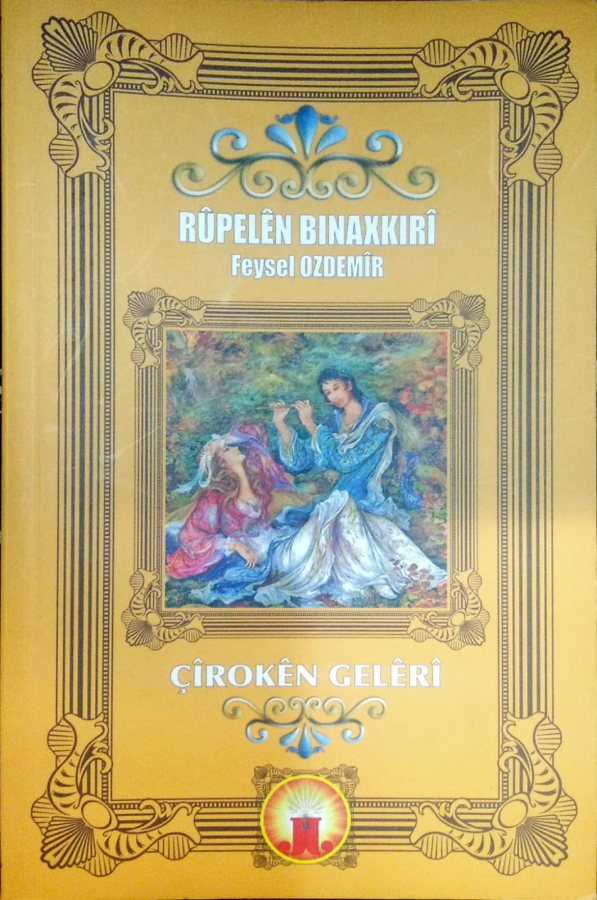 RÛPELÊN BINAXKIRÎ
Feysel OZDEMÎR
ÇÎROKÊN GELÊRÎ